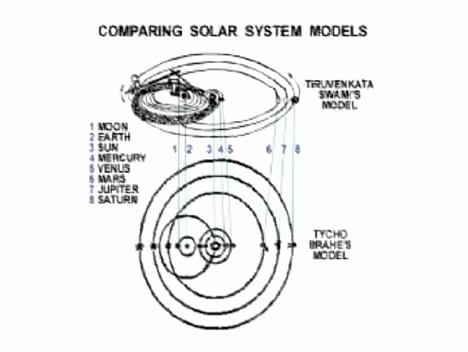 COMPARING SOLAR SYSTEM MODELS
TIRUVENKATA
SWAMI'S
MODEL
1 MOON
2 EARTH
3 SUN
4 MERCURY
5 VENUS
6 MARS
7 JUPITER
8 SATURN
1 2 3 4 5 6 7 8
TYCHO
BRAHE'S
MODEL